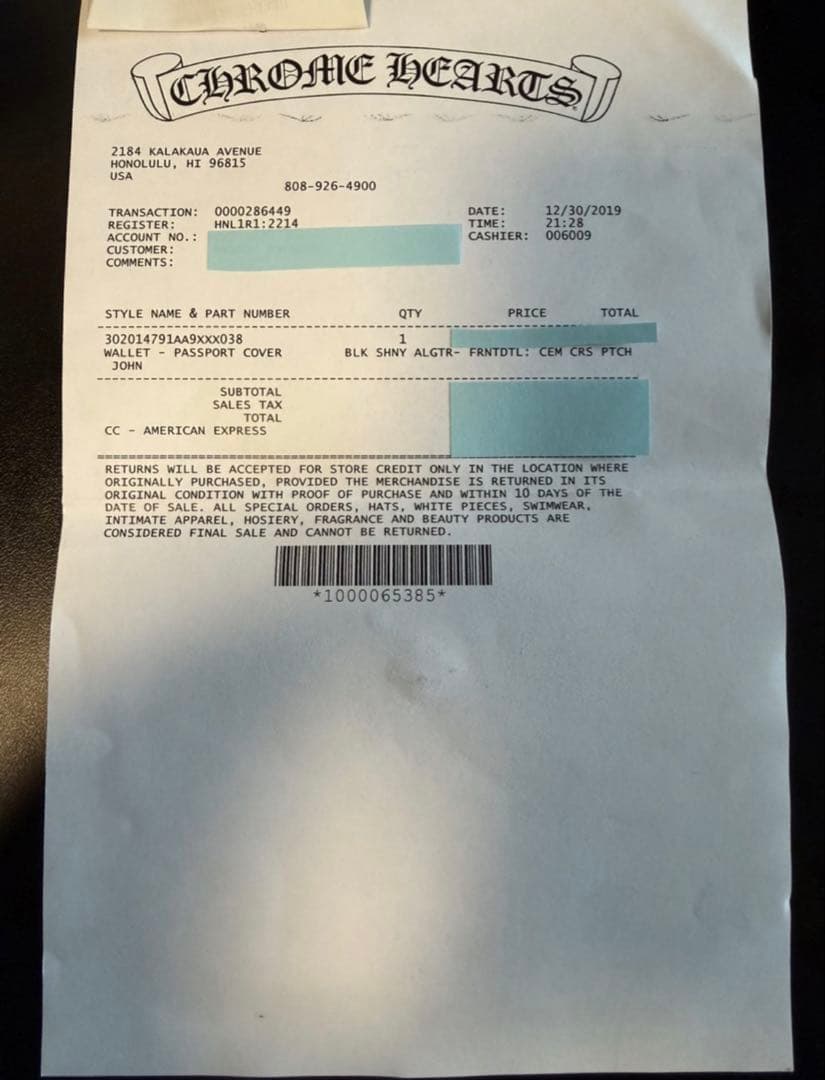 CHROME HEARTS
2184 KALAKAUA AVENUE
HONOLULU, HI 96815
USA
808-926-4900
TRANSACTION: 0000286449 DATE: 12/30/2019
REGISTER: HNL1R1:2214 TIME: 21:28
ACCOUNT NO.: CASHIER: 006009
CUSTOMER:
COMMENTS:
STYLE NAME & PART NUMBER QTY PRICE TOTAL
302014791AA9XXX038 1
WALLET - PASSPORT COVER BLK SHNY ALGTR- FRNTDTL: CEM CRS PTCH
JOHN
SUBTOTAL
SALES TAX
TOTAL
CC - AMERICAN EXPRESS
RETURNS WILL BE ACCEPTED FOR STORE CREDIT ONLY IN THE LOCATION WHERE
ORIGINALLY PURCHASED, PROVIDED THE MERCHANDISE IS RETURNED IN ITS
ORIGINAL CONDITION WITH PROOF OF PURCHASE AND WITHIN 10 DAYS OF THE
DATE OF SALE. ALL SPECIAL ORDERS, HATS, WHITE PIECES, SWIMWEAR,
INTIMATE APPAREL, HOSIERY, FRAGRANCE AND BEAUTY PRODUCTS ARE
CONSIDERED FINAL SALE AND CANNOT BE RETURNED.
*1000065385*